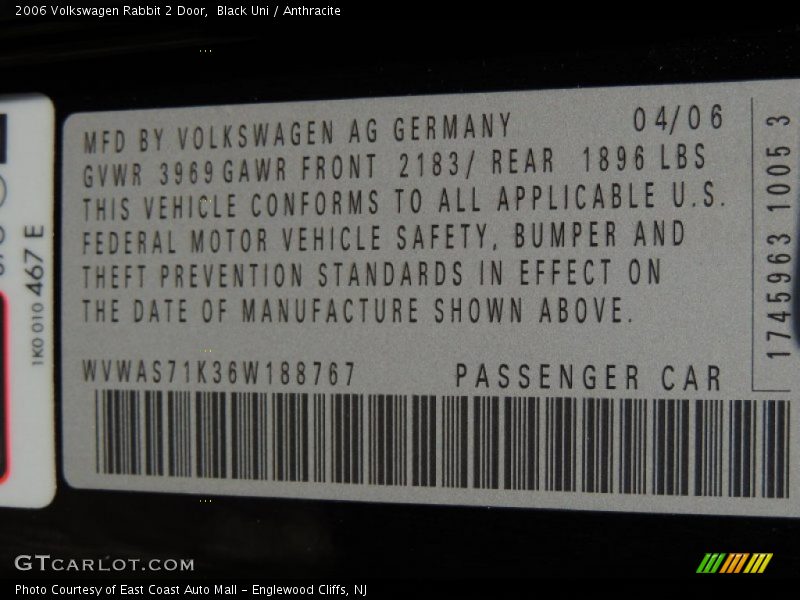 2006 Volkswagen Rabbit 2 Door, Black Uni / Anthracite
MFD BY VOLKSWAGEN AG GERMANY 04/06
GVWR 3969 GAWR FRONT 2183/ REAR 1896 LBS
THIS VEHICLE CONFORMS TO ALL APPLICABLE U.S.
FEDERAL MOTOR VEHICLE SAFETY, BUMPER AND
THEFT PREVENTION STANDARDS IN EFFECT ON
THE DATE OF MANUFACTURE SHOWN ABOVE.
WVWAS71K36W188767 PASSENGER CAR
1745963 1005 3
1K0 010 467 E
GTCARLOT.COM
Photo Courtesy of East Coast Auto Mall - Englewood Cliffs, NJ